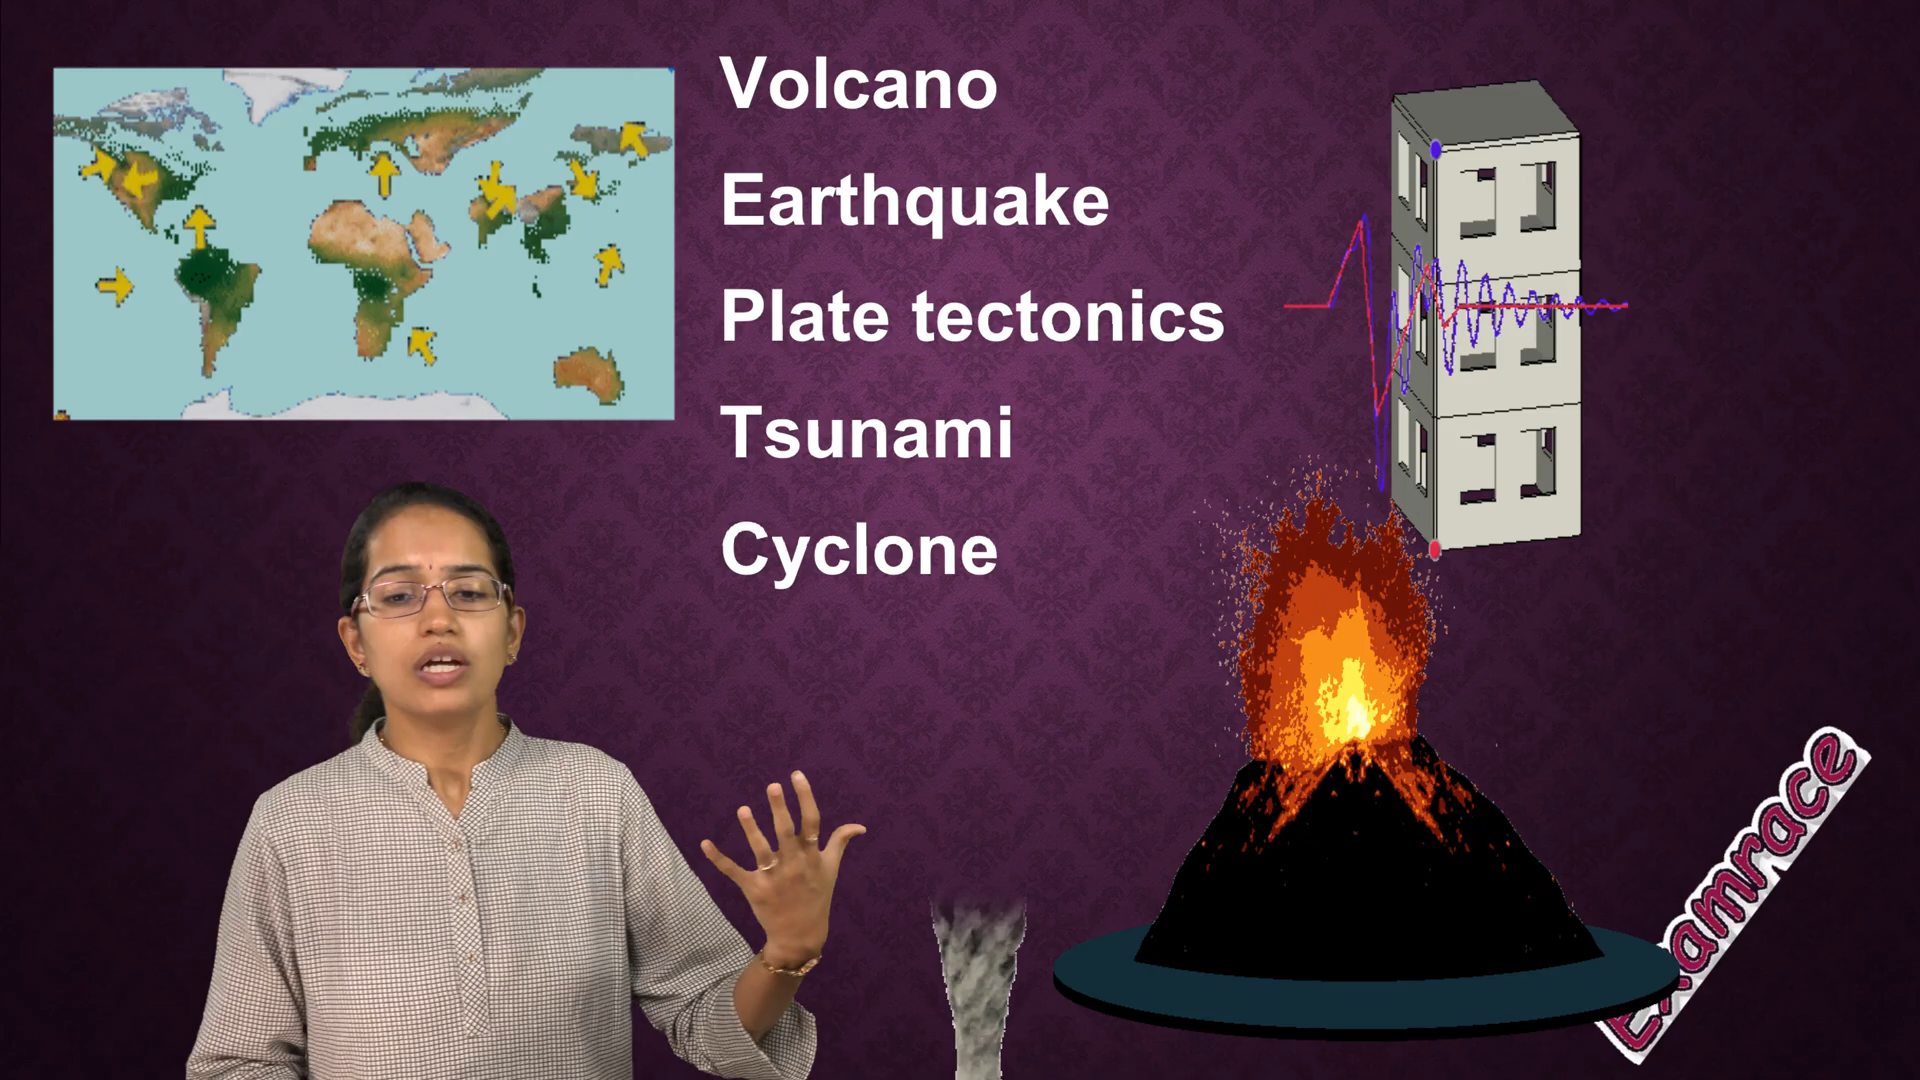 Volcano
Earthquake
Plate tectonics
Tsunami
Cyclone
Examrace